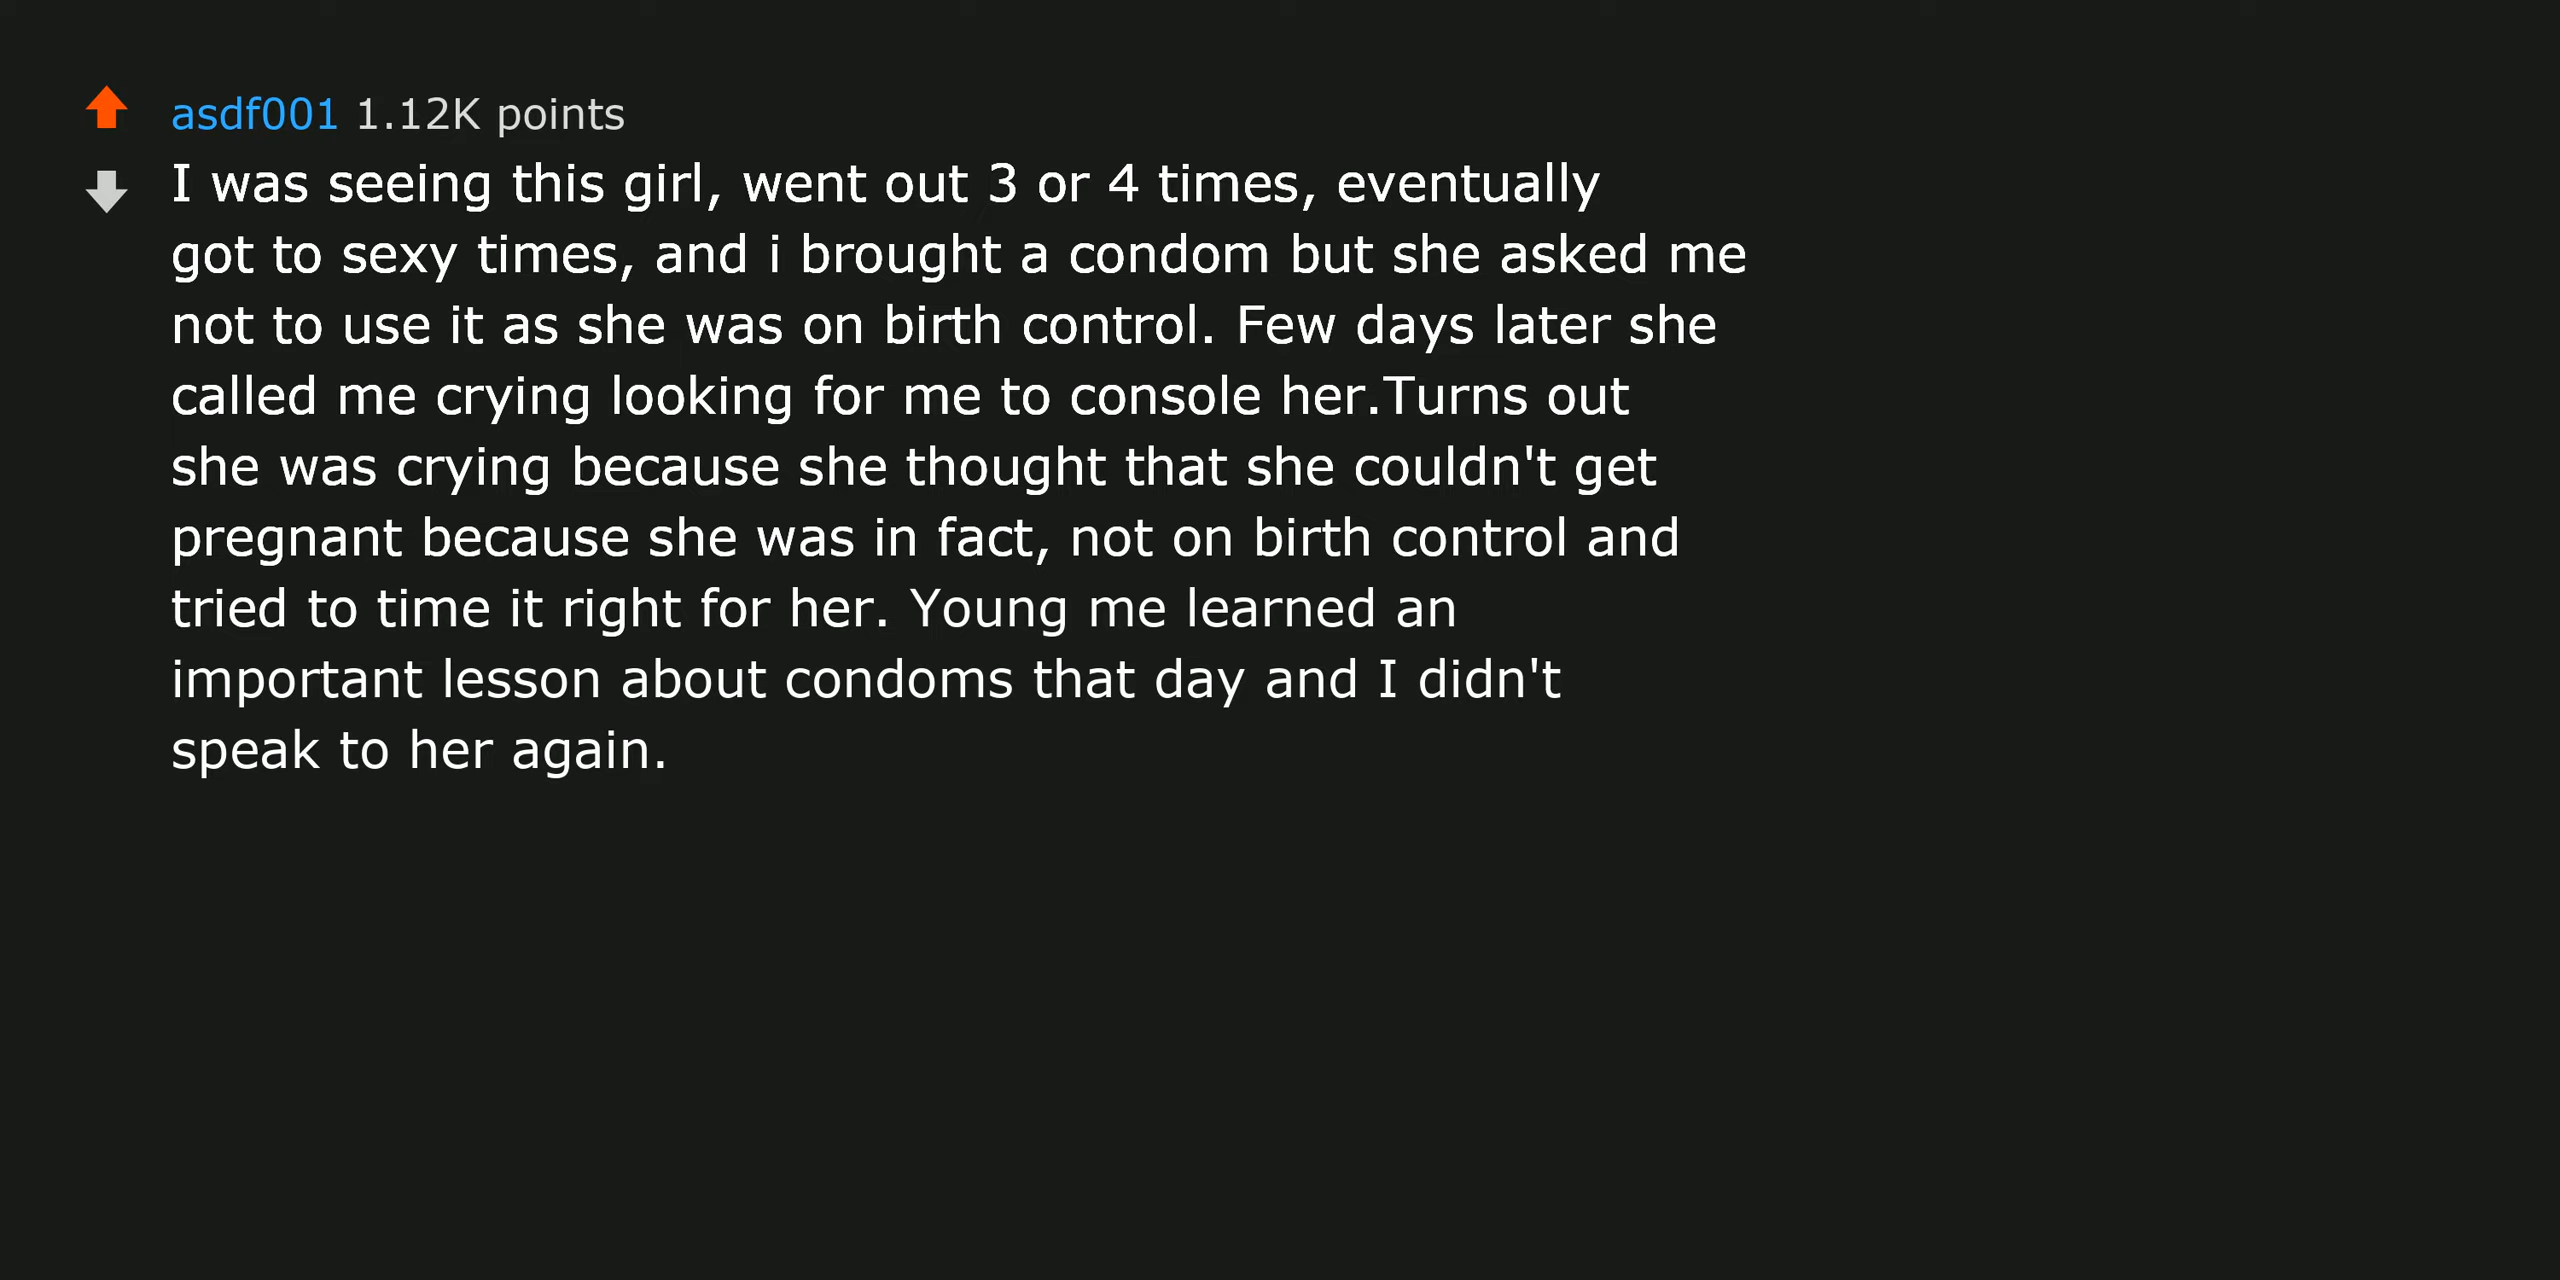 asdf001 1.12K points
I was seeing this girl, went out 3 or 4 times, eventually
got to sexy times, and i brought a condom but she asked me
not to use it as she was on birth control. Few days later she
called me crying looking for me to console her.Turns out
she was crying because she thought that she couldn't get
pregnant because she was in fact, not on birth control and
tried to time it right for her. Young me learned an
important lesson about condoms that day and I didn't
speak to her again.